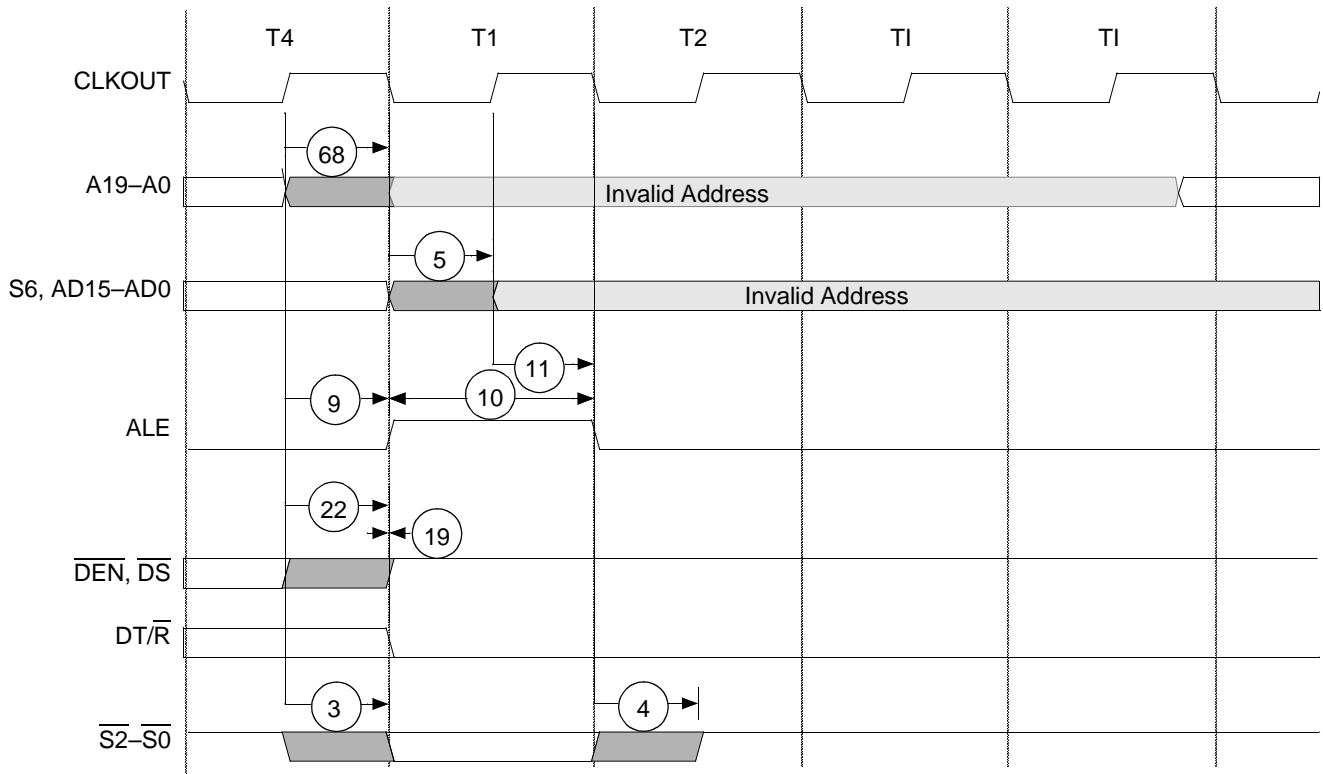 T4 T1 T2 TI TI
CLKOUT
68
A19–A0
Invalid Address
5
S6, AD15–AD0
Invalid Address
11
9
10
ALE
22
19
DEN, DS
DT/R
3
4
S2–S0